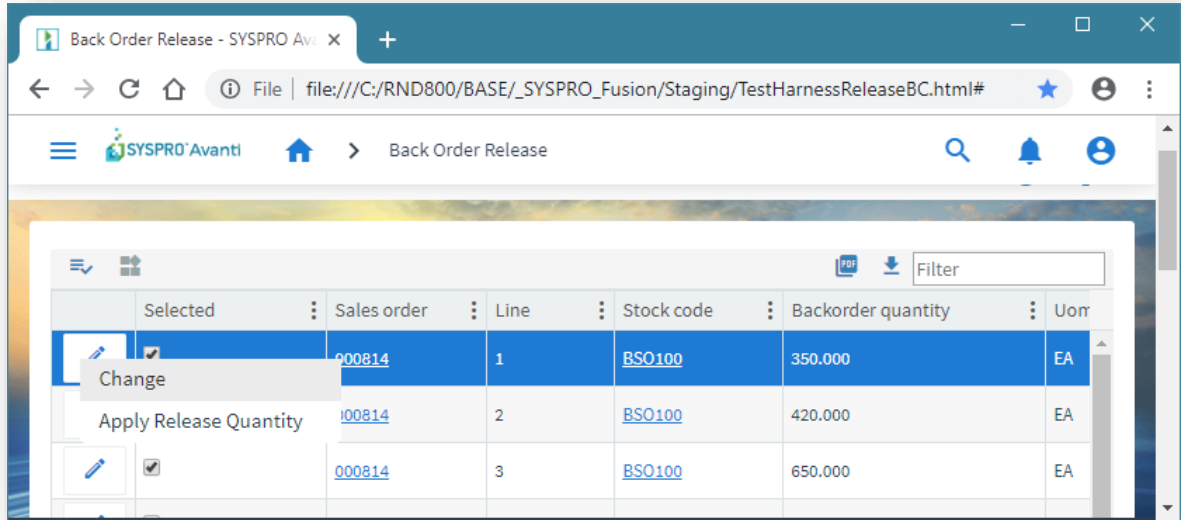 Back Order Release - SYSPRO Ava
File | file:///C:/RND800/BASE/_SYSPRO_Fusion/Staging/TestHarnessReleaseBC.html#
SYSPRO Avanti
Back Order Release
PDF
Filter
Selected Sales order Line Stock code Backorder quantity Uom
000814 1 BSO100 350.000 EA
Change
000814 2 BSO100 420.000 EA
Apply Release Quantity
000814 3 BSO100 650.000 EA